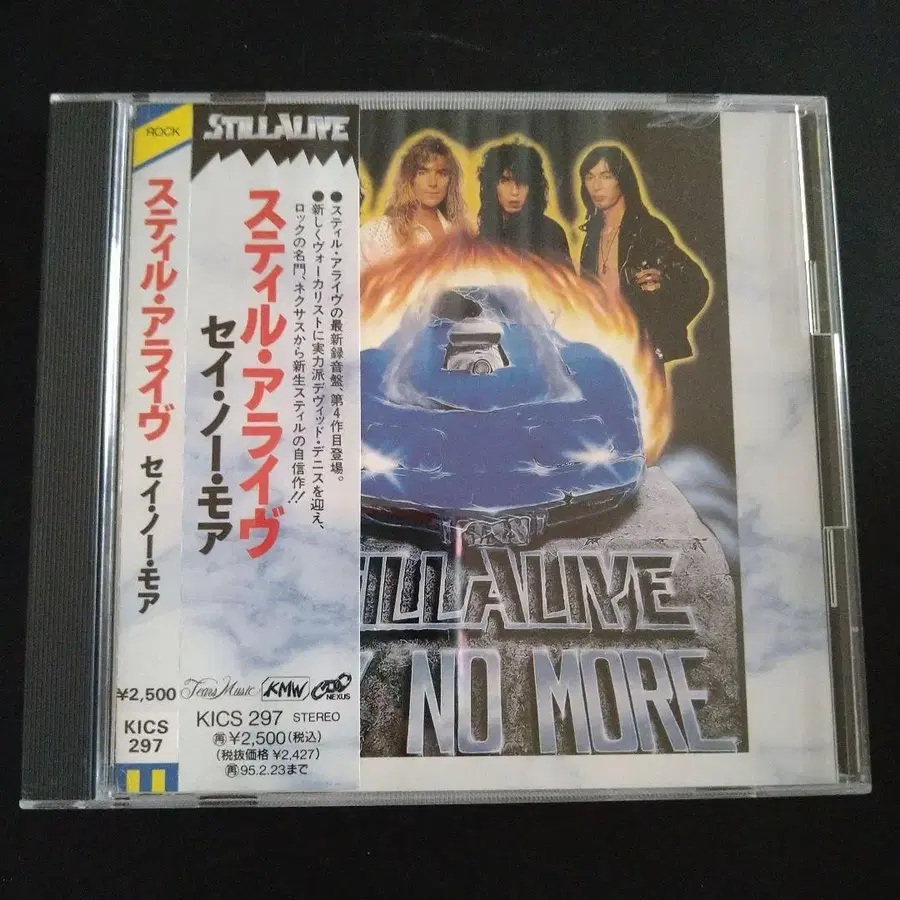 ROCK
スティル・アライヴ セイ・ノー・モア
¥2,500
KICS
297
STILL ALIVE
スティル・アライヴ
セイ・ノー・モア
●スティル・アライヴの最新録音盤、第4作目登場。
●新しくヴォーカリストに実力派デヴィッド・デニスを迎え、
ロックの名門、ネクサスから新生スティルの自信作!!
Tears Music KMW NEXUS
KICS 297 STEREO
再¥2,500(税込)
(税抜価格 ¥2,427)
再95.2.23まで
ILLALIVE
NO MORE